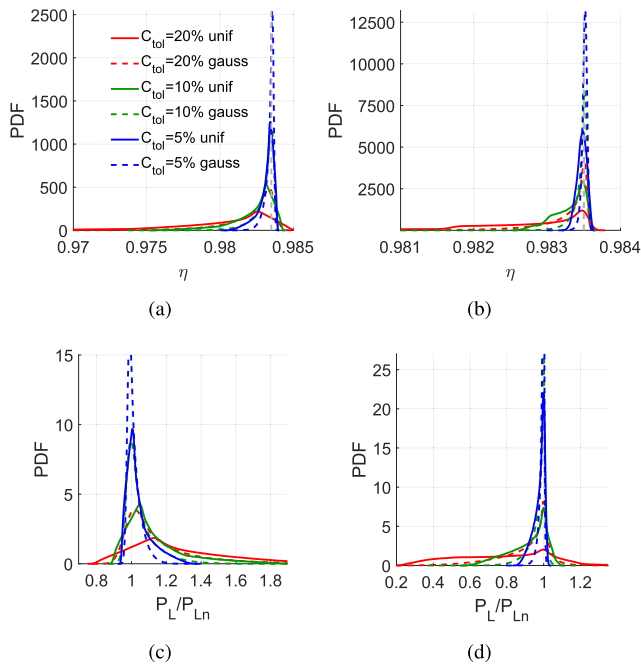 2500
2000
1500
1000
500
0
PDF
C_tol=20% unif
C_tol=20% gauss
C_tol=10% unif
C_tol=10% gauss
C_tol=5% unif
C_tol=5% gauss
0.97 0.975 0.98 0.985
η
(a)
12500
10000
7500
5000
2500
0
PDF
0.981 0.982 0.983 0.984
η
(b)
15
10
5
0
PDF
0.8 1 1.2 1.4 1.6 1.8
P_L/P_Ln
(c)
25
20
15
10
5
0
PDF
0.2 0.4 0.6 0.8 1 1.2
P_L/P_Ln
(d)